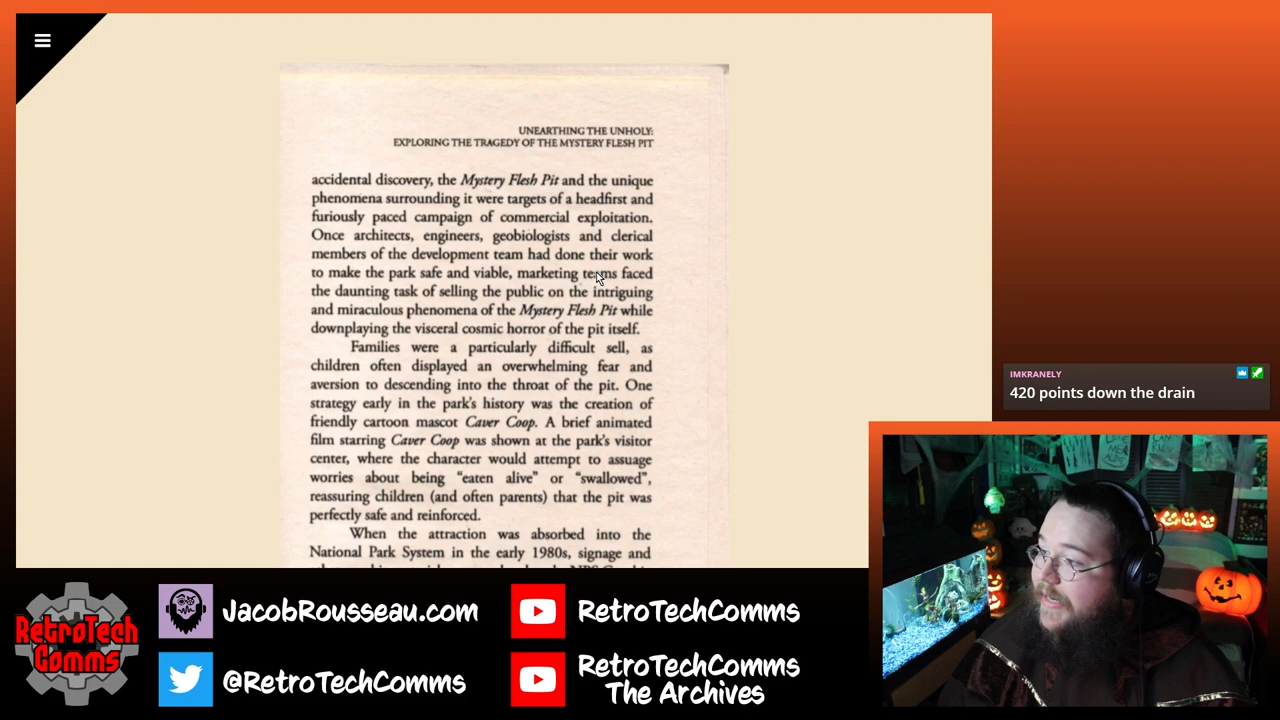 UNEARTHING THE UNHOLY:
EXPLORING THE TRAGEDY OF THE MYSTERY FLESH PIT
accidental discovery, the Mystery Flesh Pit and the unique
phenomena surrounding it were targets of a headfirst and
furiously paced campaign of commercial exploitation.
Once architects, engineers, geobiologists and clerical
members of the development team had done their work
to make the park safe and viable, marketing teams faced
the daunting task of selling the public on the intriguing
and miraculous phenomena of the Mystery Flesh Pit while
downplaying the visceral cosmic horror of the pit itself.
Families were a particularly difficult sell, as
children often displayed an overwhelming fear and
aversion to descending into the throat of the pit. One
strategy early in the park's history was the creation of
friendly cartoon mascot Caver Coop. A brief animated
film starring Caver Coop was shown at the park's visitor
center, where the character would attempt to assuage
worries about being “eaten alive” or “swallowed”,
reassuring children (and often parents) that the pit was
perfectly safe and reinforced.
When the attraction was absorbed into the
National Park System in the early 1980s, signage and
IMKRANELY
420 points down the drain
RetroTech
Comms
JacobRousseau.com
@RetroTechComms
RetroTechComms
RetroTechComms
The Archives